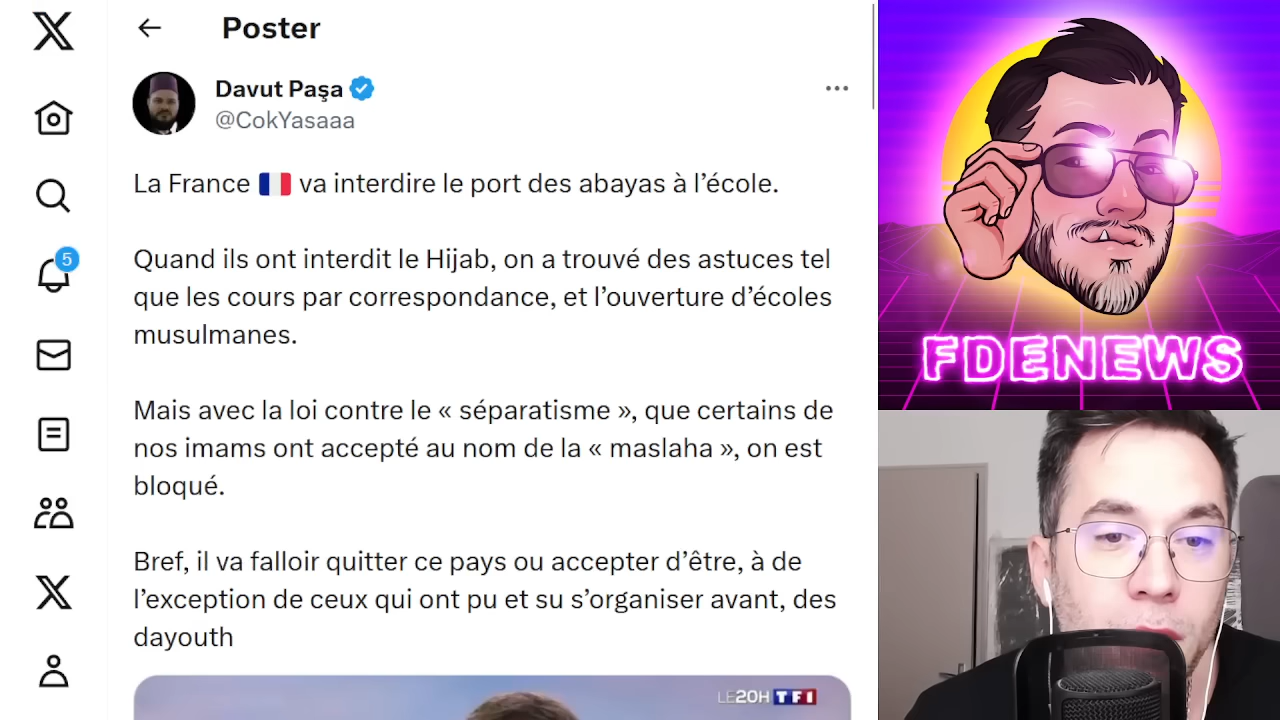 Poster
Davut Paşa
@CokYasaaa
La France 🇫🇷 va interdire le port des abayas à l’école.
Quand ils ont interdit le Hijab, on a trouvé des astuces tel
que les cours par correspondance, et l’ouverture d’écoles
musulmanes.
Mais avec la loi contre le « séparatisme », que certains de
nos imams ont accepté au nom de la « maslaha », on est
bloqué.
Bref, il va falloir quitter ce pays ou accepter d’être, à de
l’exception de ceux qui ont pu et su s’organiser avant, des
dayouth
LE20H TF1
5
FDENEWS